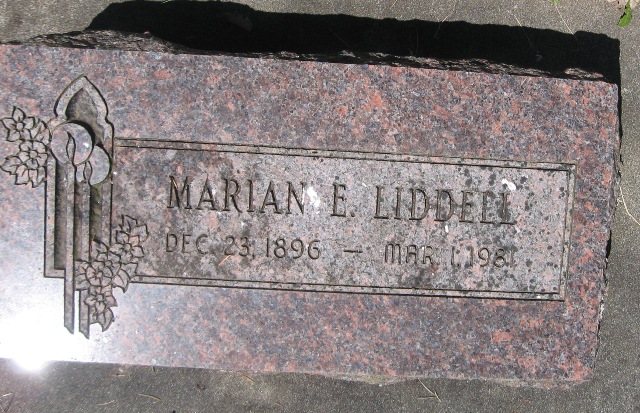 MARIAN E. LIDDELL
DEC. 23, 1896 — MAR. 1, 1981